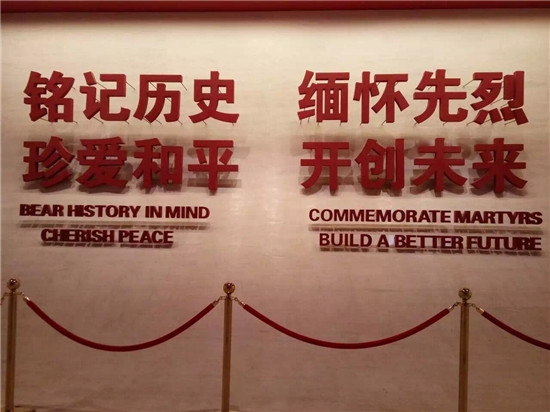 铭记历史 缅怀先烈
珍爱和平 开创未来
BEAR HISTORY IN MIND
CHERISH PEACE
COMMEMORATE MARTYRS
BUILD A BETTER FUTURE